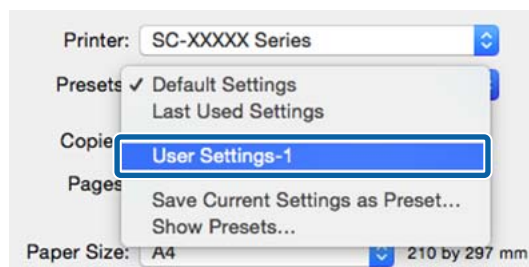 Printer: SC-XXXXX Series
Presets ✓ Default Settings
Last Used Settings
Copie
User Settings-1
Pages
Save Current Settings as Preset...
Show Presets...
Paper Size: A4 210 by 297 mm